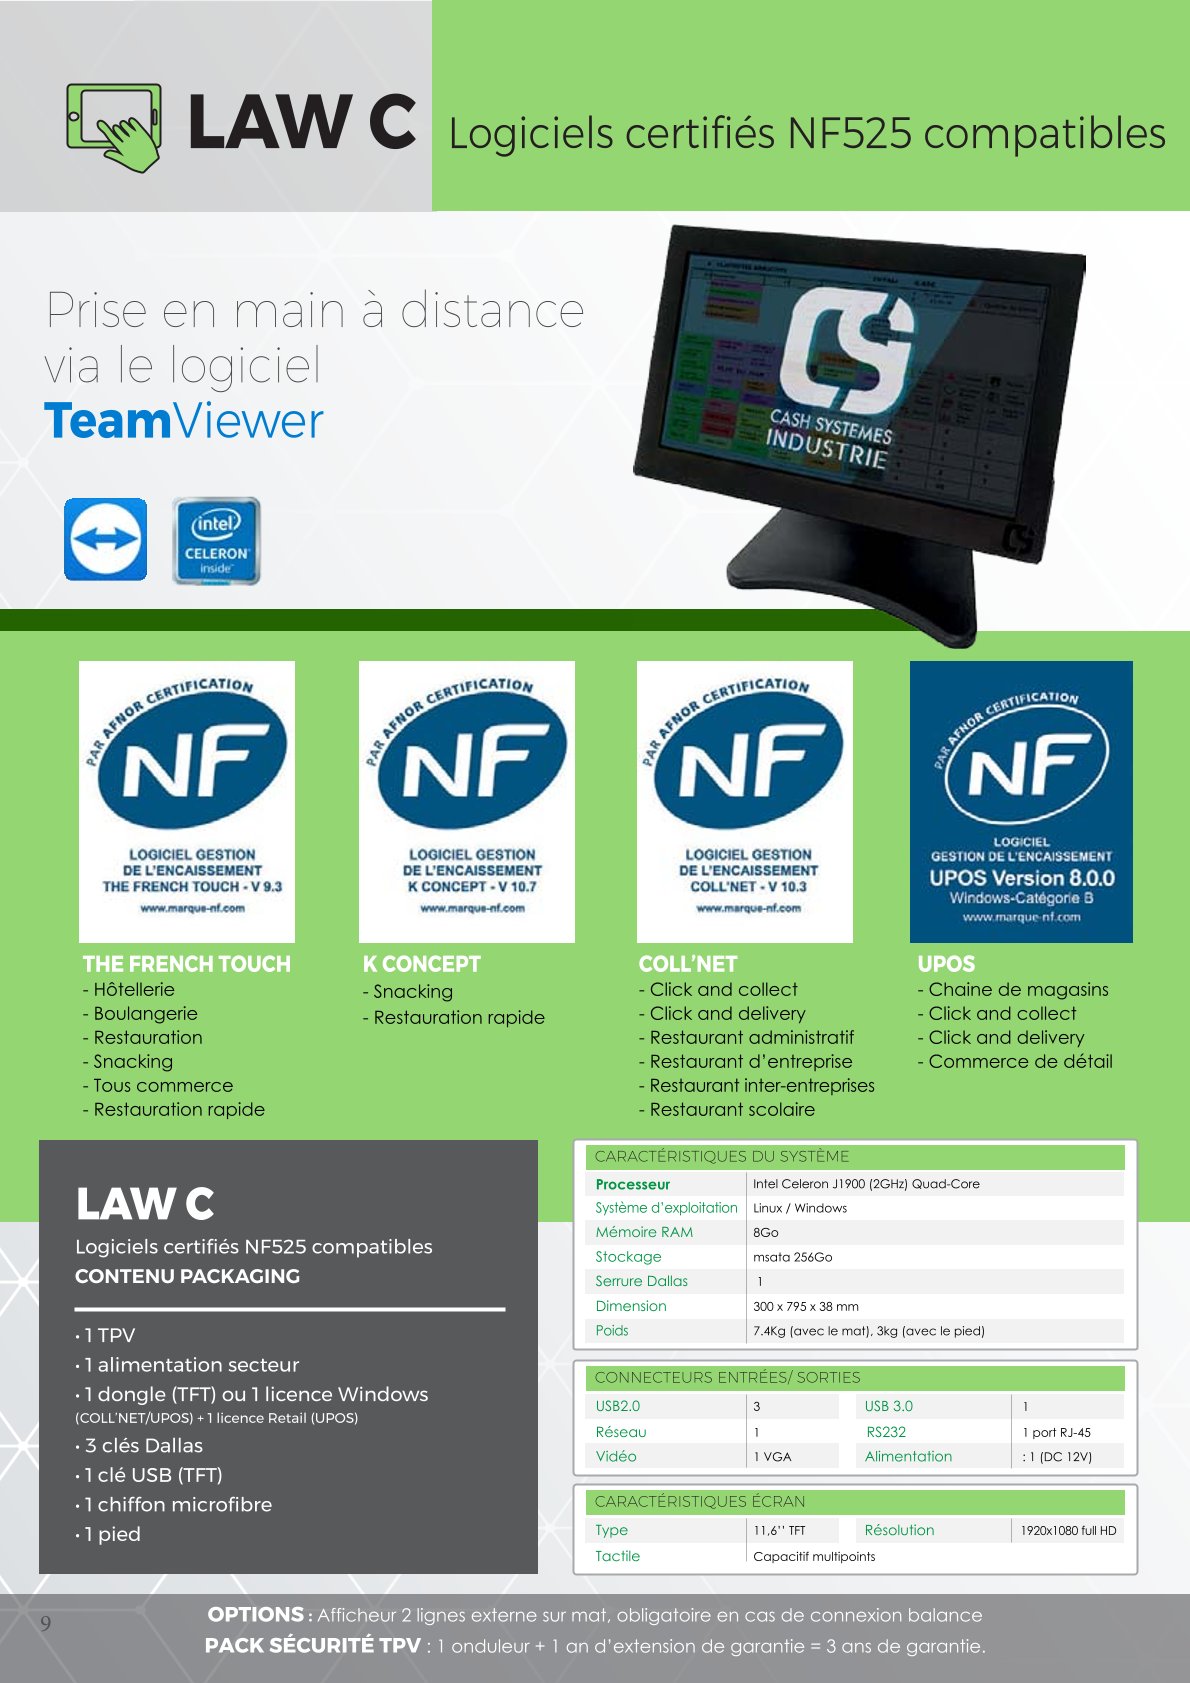 LAW C
Logiciels certifiés NF525 compatibles
Prise en main à distance
via le logiciel
TeamViewer
CS
CASH SYSTEMES
INDUSTRIE
CS
intel
CELERON
inside
PAR AFNOR CERTIFICATION
NF
LOGICIEL GESTION
DE L'ENCAISSEMENT
THE FRENCH TOUCH - V 9.3
www.marque-nf.com
PAR AFNOR CERTIFICATION
NF
LOGICIEL GESTION
DE L'ENCAISSEMENT
K CONCEPT - V 10.7
www.marque-nf.com
PAR AFNOR CERTIFICATION
NF
LOGICIEL GESTION
DE L'ENCAISSEMENT
COLL'NET - V 10.3
www.marque-nf.com
PAR AFNOR CERTIFICATION
NF
LOGICIEL
GESTION DE L'ENCAISSEMENT
UPOS Version 8.0.0
Windows-Catégorie B
www.marque-nf.com
THE FRENCH TOUCH
- Hôtellerie
- Boulangerie
- Restauration
- Snacking
- Tous commerce
- Restauration rapide
K CONCEPT
- Snacking
- Restauration rapide
COLL'NET
- Click and collect
- Click and delivery
- Restaurant administratif
- Restaurant d'entreprise
- Restaurant inter-entreprises
- Restaurant scolaire
UPOS
- Chaine de magasins
- Click and collect
- Click and delivery
- Commerce de détail
LAW C
Logiciels certifiés NF525 compatibles
CONTENU PACKAGING
• 1 TPV
• 1 alimentation secteur
• 1 dongle (TFT) ou 1 licence Windows
(COLL'NET/UPOS) + 1 licence Retail (UPOS)
• 3 clés Dallas
• 1 clé USB (TFT)
• 1 chiffon microfibre
• 1 pied
CARACTÉRISTIQUES DU SYSTÈME
Processeur Intel Celeron J1900 (2GHz) Quad-Core
Système d'exploitation Linux / Windows
Mémoire RAM 8Go
Stockage msata 256Go
Serrure Dallas 1
Dimension 300 x 795 x 38 mm
Poids 7.4Kg (avec le mat), 3kg (avec le pied)
CONNECTEURS ENTRÉES/ SORTIES
USB2.0 3 USB 3.0 1
Réseau 1 RS232 1 port RJ-45
Vidéo 1 VGA Alimentation : 1 (DC 12V)
CARACTÉRISTIQUES ÉCRAN
Type 11,6'' TFT Résolution 1920x1080 full HD
Tactile Capacitif multipoints
9
OPTIONS : Afficheur 2 lignes externe sur mat, obligatoire en cas de connexion balance
PACK SÉCURITÉ TPV : 1 onduleur + 1 an d'extension de garantie = 3 ans de garantie.